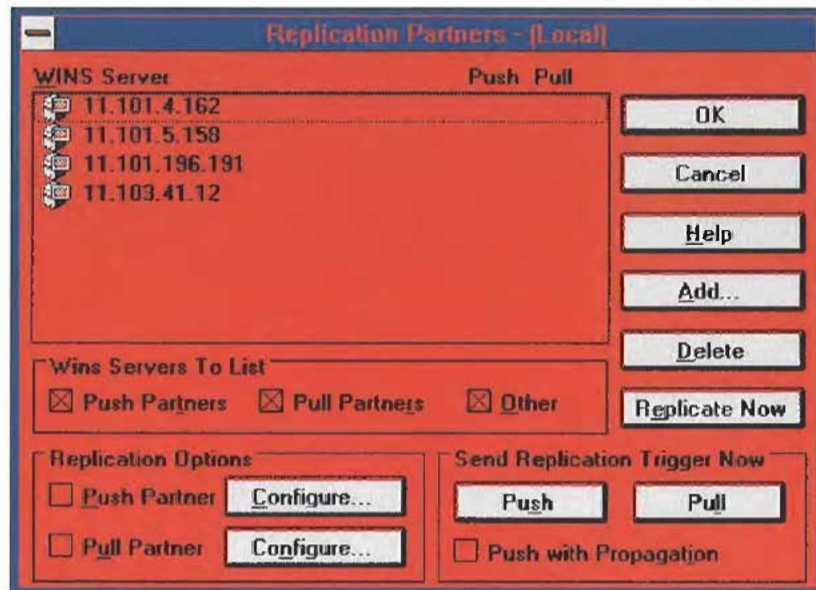 Replication Partners - (Local)
WINS Server Push Pull
11.101.4.162
11.101.5.158
11.101.196.191
11.103.41.12
OK
Cancel
Help
Add...
Delete
Replicate Now
Wins Servers To List
Push Partners Pull Partners Other
Replication Options
Push Partner Configure...
Pull Partner Configure...
Send Replication Trigger Now
Push Pull
Push with Propagation